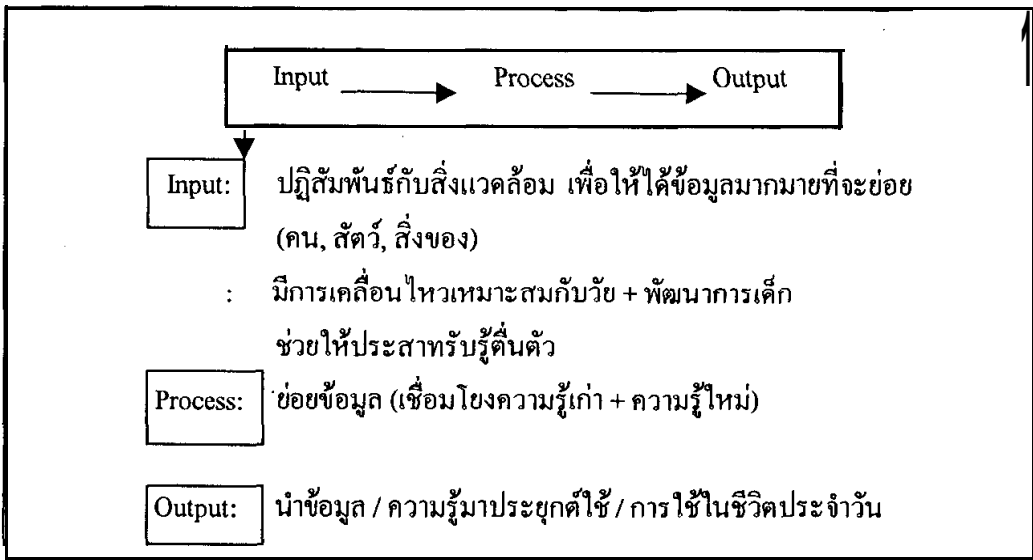 Input Process Output
Input: ปฏิสัมพันธ์กับสิ่งแวคล้อม เพื่อให้ได้ข้อมูลมากมายที่จะย่อย
(คน, สัตว์, สิ่งของ)
: มีการเคลื่อนไหวเหมาะสมกับวัย + พัฒนาการเด็ก
ช่วยให้ประสาทรับรู้ตื่นตัว
Process: ย่อยข้อมูล (เชื่อมโยงความรู้เก่า + ความรู้ใหม่)
Output: นำข้อมูล / ความรู้มาประยุกต์ใช้ / การใช้ในชีวิตประจำวัน